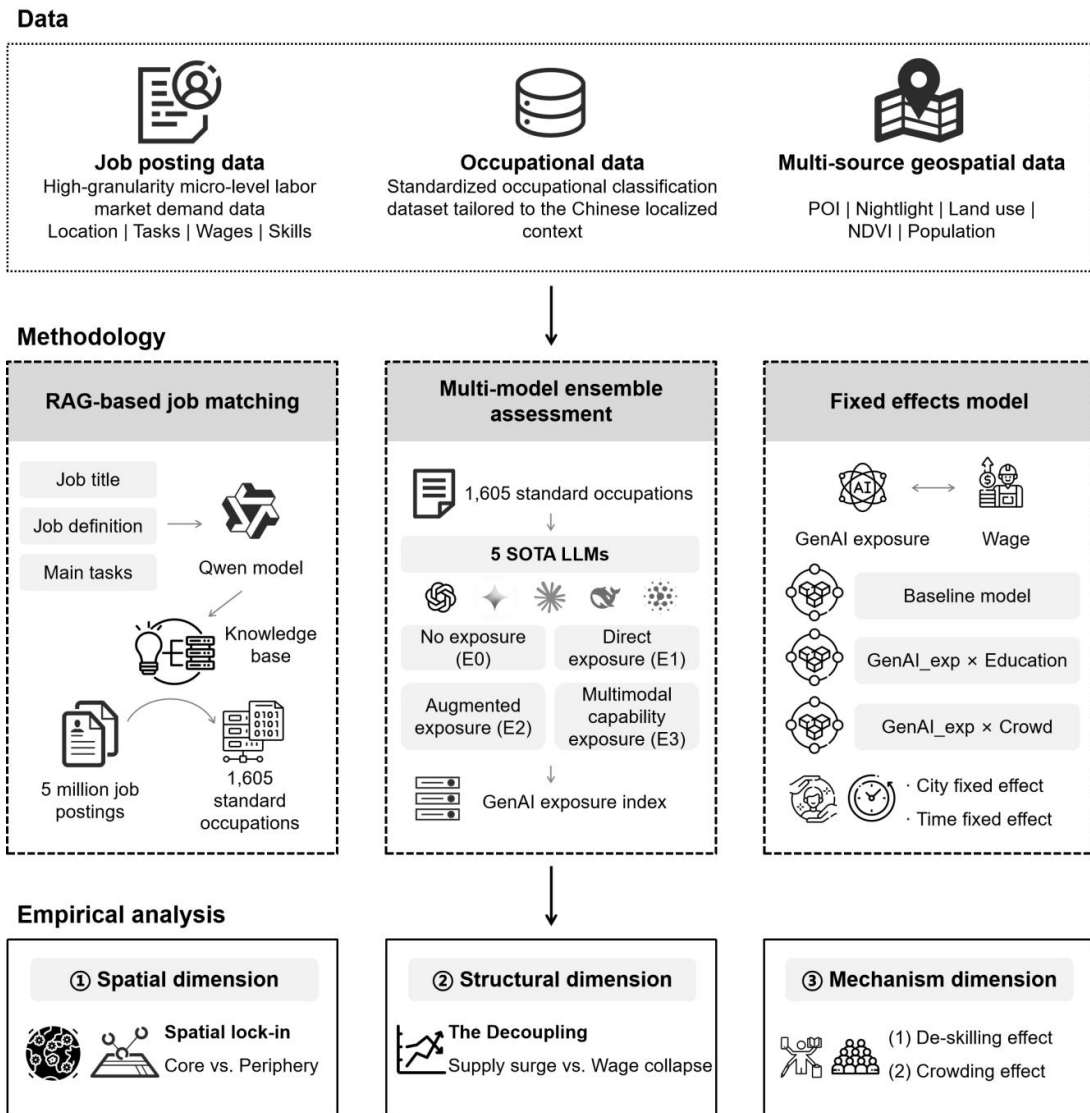 Data
Job posting data
High-granularity micro-level labor
market demand data
Location | Tasks | Wages | Skills
Occupational data
Standardized occupational classification
dataset tailored to the Chinese localized
context
Multi-source geospatial data
POI | Nightlight | Land use |
NDVI | Population
Methodology
RAG-based job matching
Job title
Job definition
Main tasks
Qwen model
Knowledge
base
0101
0101
0101
5 million job
postings
1,605
standard
occupations
Multi-model ensemble
assessment
1,605 standard occupations
5 SOTA LLMs
No exposure
(E0)
Direct
exposure (E1)
Augmented
exposure (E2)
Multimodal
capability
exposure (E3)
GenAI exposure index
Fixed effects model
AI
$
GenAI exposure
Wage
Baseline model
GenAI_exp × Education
GenAI_exp × Crowd
· City fixed effect
· Time fixed effect
Empirical analysis
① Spatial dimension
Spatial lock-in
Core vs. Periphery
② Structural dimension
The Decoupling
Supply surge vs. Wage collapse
③ Mechanism dimension
(1) De-skilling effect
(2) Crowding effect